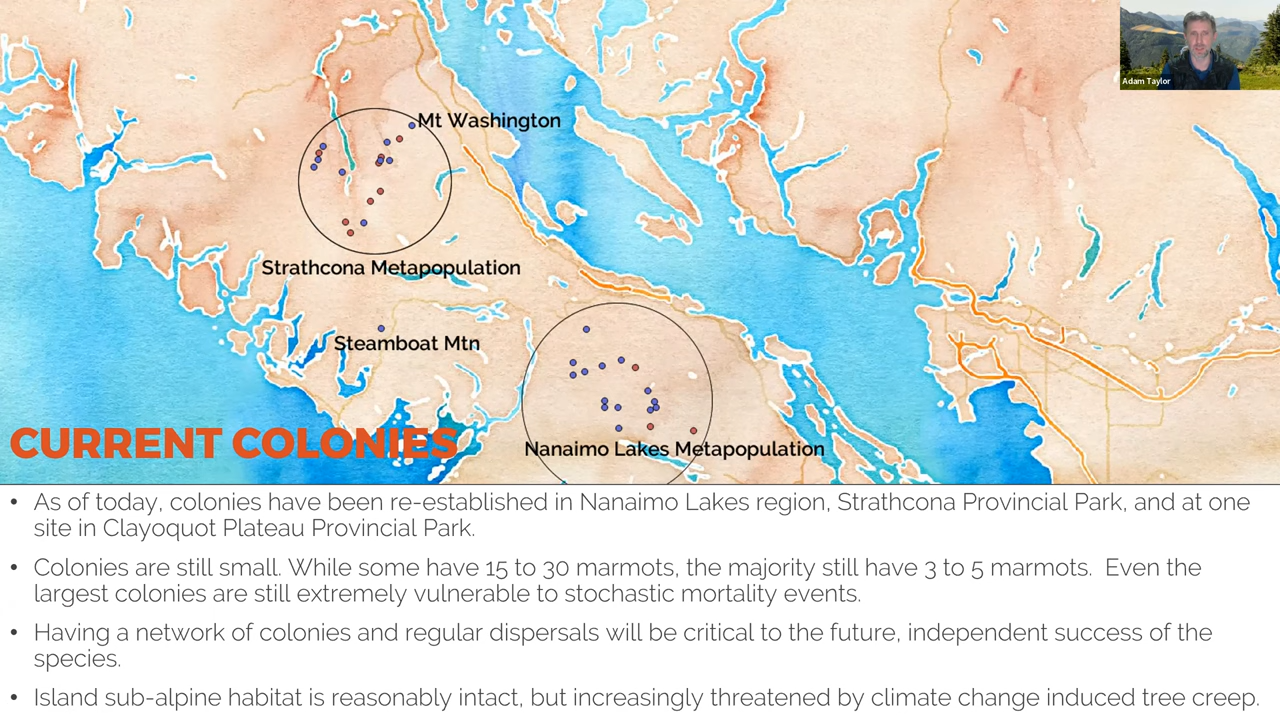 Adam Taylor
Mt Washington
Strathcona Metapopulation
Steamboat Mtn
CURRENT COLONIES
Nanaimo Lakes Metapopulation
• As of today, colonies have been re-established in Nanaimo Lakes region, Strathcona Provincial Park, and at one
site in Clayoquot Plateau Provincial Park.
• Colonies are still small. While some have 15 to 30 marmots, the majority still have 3 to 5 marmots.  Even the
largest colonies are still extremely vulnerable to stochastic mortality events.
• Having a network of colonies and regular dispersals will be critical to the future, independent success of the
species.
• Island sub-alpine habitat is reasonably intact, but increasingly threatened by climate change induced tree creep.